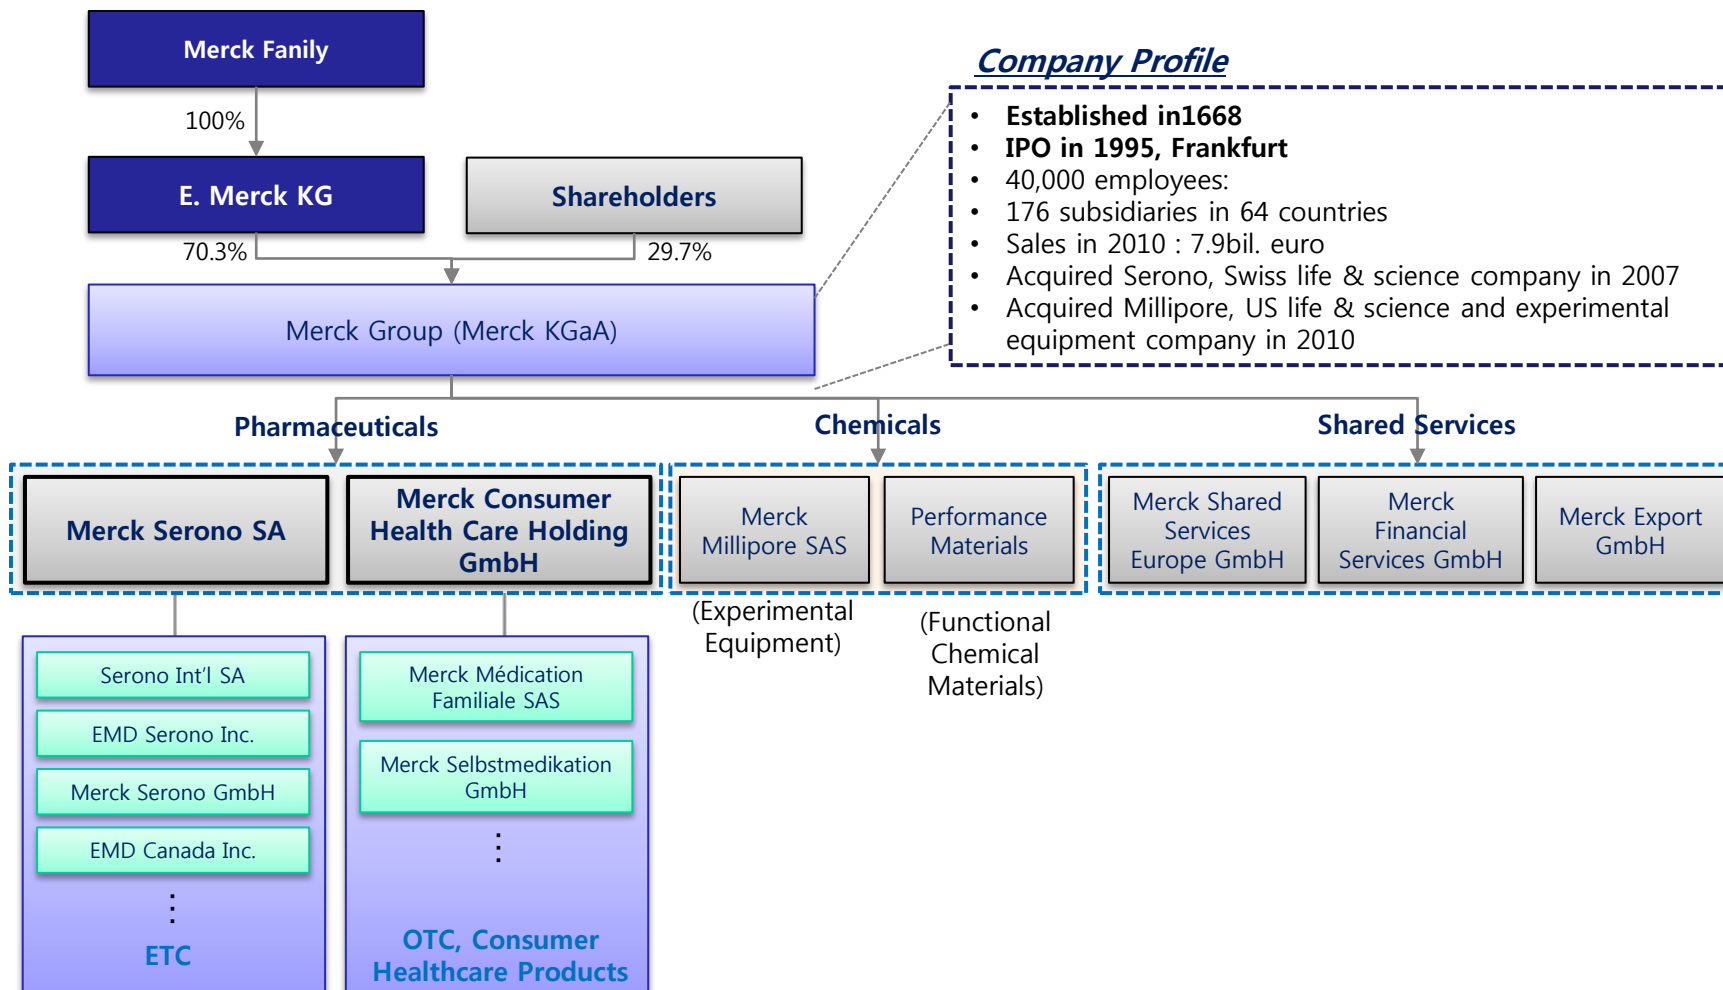 Merck Fanily
100%
E. Merck KG
Shareholders
70.3%
29.7%
Merck Group (Merck KGaA)
Company Profile
• Established in1668
• IPO in 1995, Frankfurt
• 40,000 employees:
• 176 subsidiaries in 64 countries
• Sales in 2010 : 7.9bil. euro
• Acquired Serono, Swiss life & science company in 2007
• Acquired Millipore, US life & science and experimental
equipment company in 2010
Pharmaceuticals
Chemicals
Shared Services
Merck Serono SA
Merck Consumer
Health Care Holding
GmbH
Merck
Millipore SAS
Performance
Materials
Merck Shared
Services
Europe GmbH
Merck
Financial
Services GmbH
Merck Export
GmbH
(Experimental
Equipment)
(Functional
Chemical
Materials)
Serono Int'l SA
EMD Serono Inc.
Merck Serono GmbH
EMD Canada Inc.
⋮
ETC
Merck Médication
Familiale SAS
Merck Selbstmedikation
GmbH
⋮
OTC, Consumer
Healthcare Products